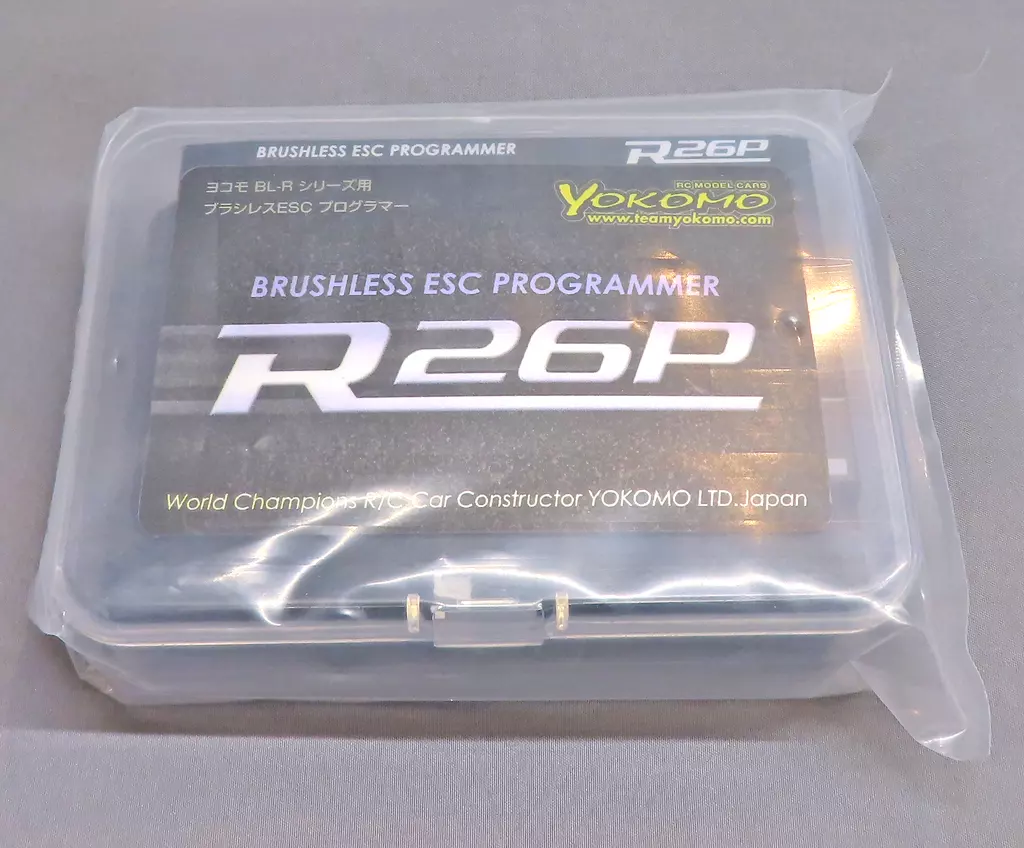 BRUSHLESS ESC PROGRAMMER
R26P
ヨコモ BL-R シリーズ用
ブラシレスESC プログラマー
RC MODEL CARS
YOKOMO
www.teamyokomo.com
BRUSHLESS ESC PROGRAMMER
R26P
World Champions R/C Car Constructor YOKOMO LTD.Japan